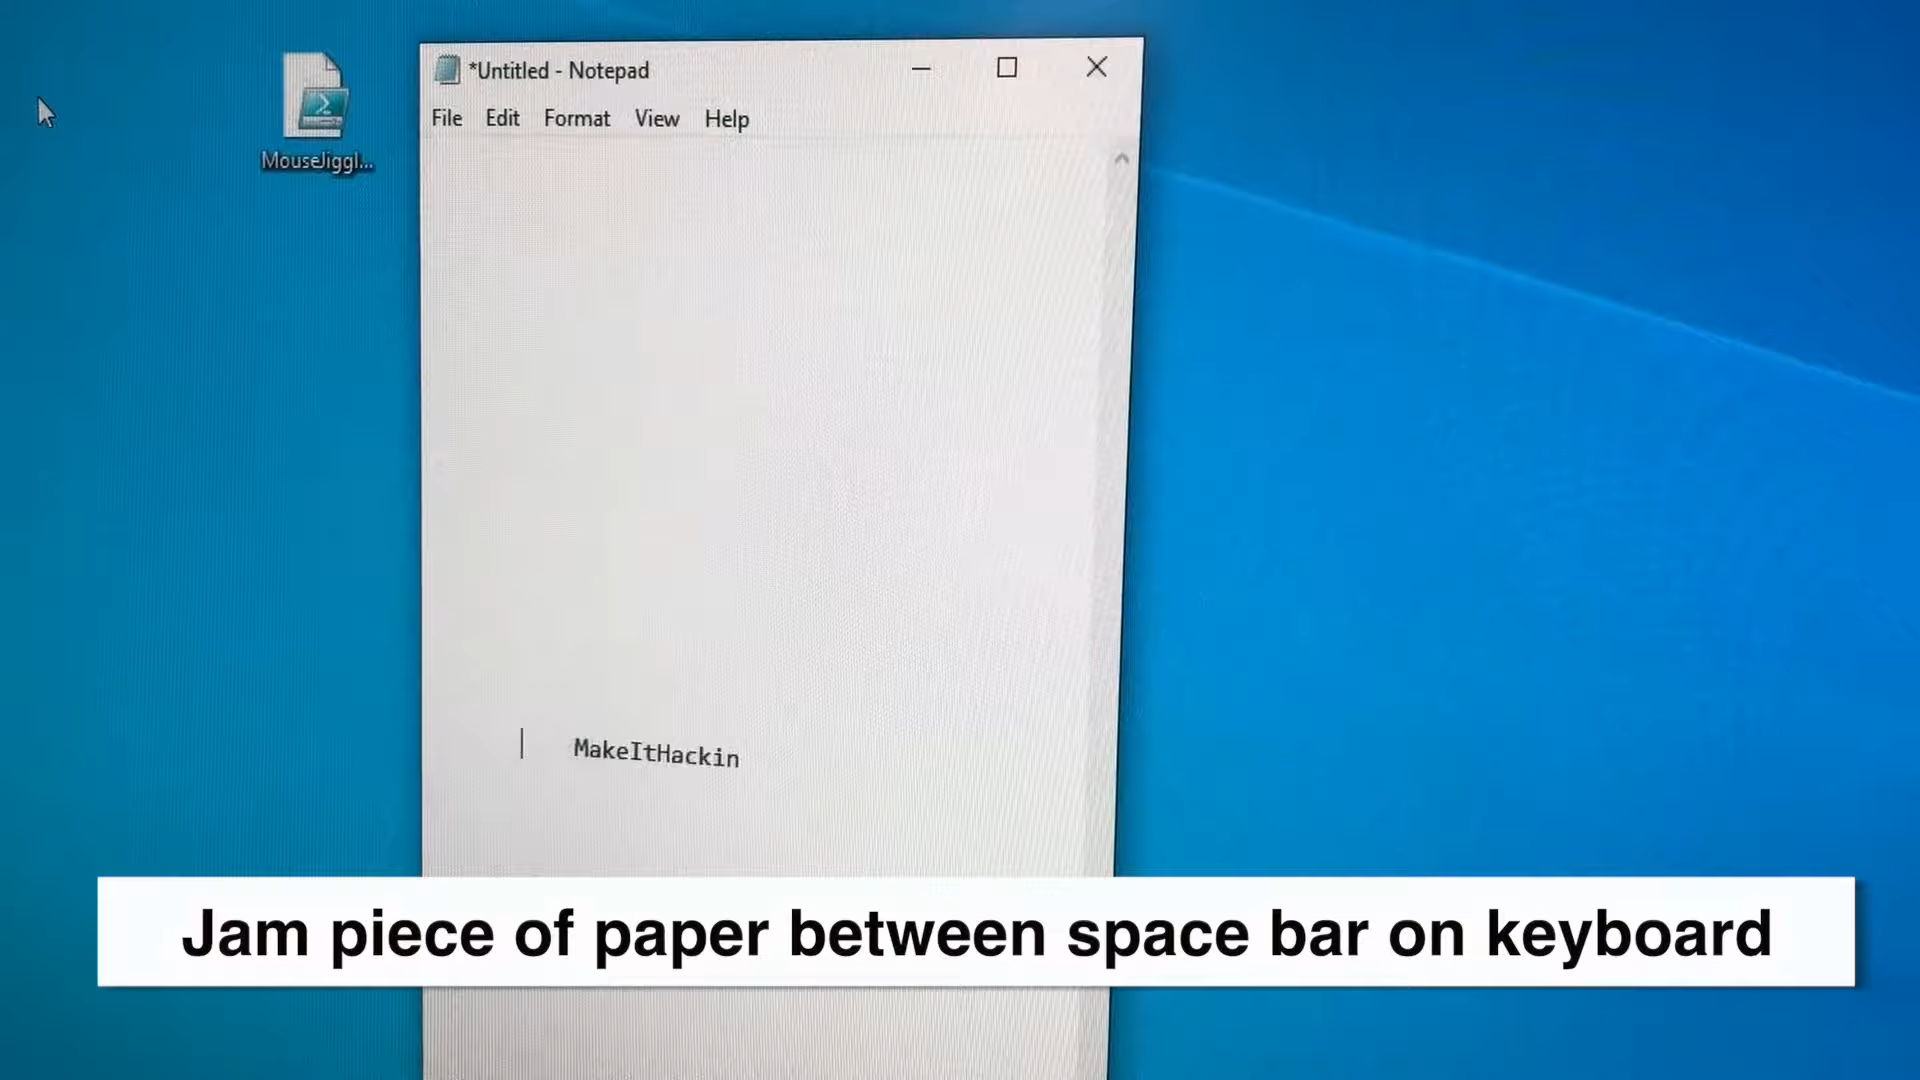 *Untitled - Notepad
File Edit Format View Help
MouseJiggl...
MakeItHackin
Jam piece of paper between space bar on keyboard